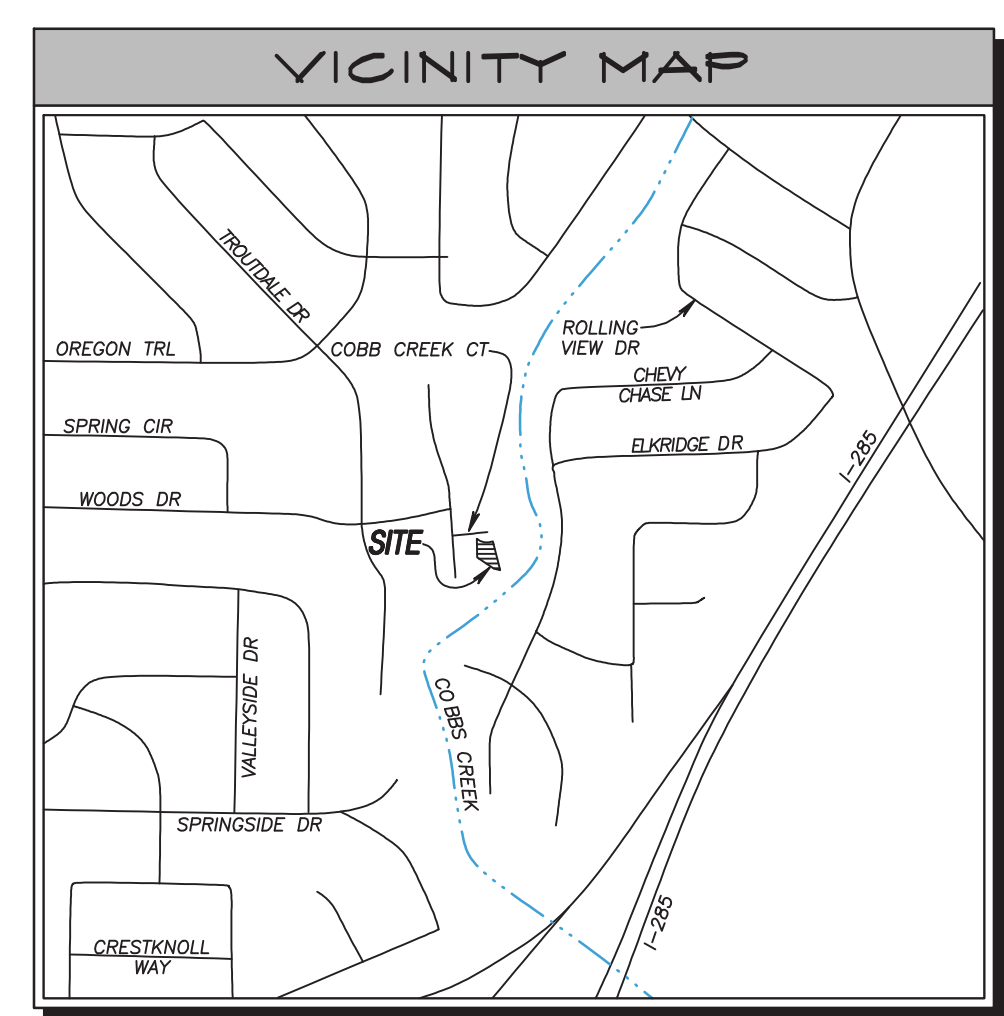 VICINITY MAP
TROUTDALE DR
ROLLING
VIEW DR
OREGON TRL
COBB CREEK CT
CHEVY
CHASE LN
SPRING CIR
ELKRIDGE DR
I-285
WOODS DR
SITE
VALLEYSIDE DR
COBBS CREEK
SPRINGSIDE DR
I-285
CRESTKNOLL
WAY